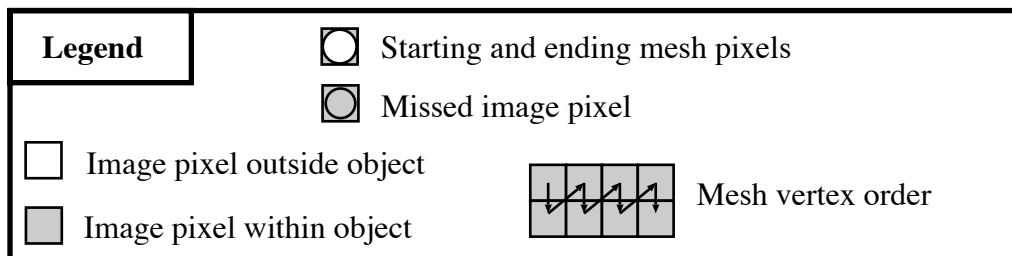 Legend
Starting and ending mesh pixels
Missed image pixel
Image pixel outside object
Mesh vertex order
Image pixel within object